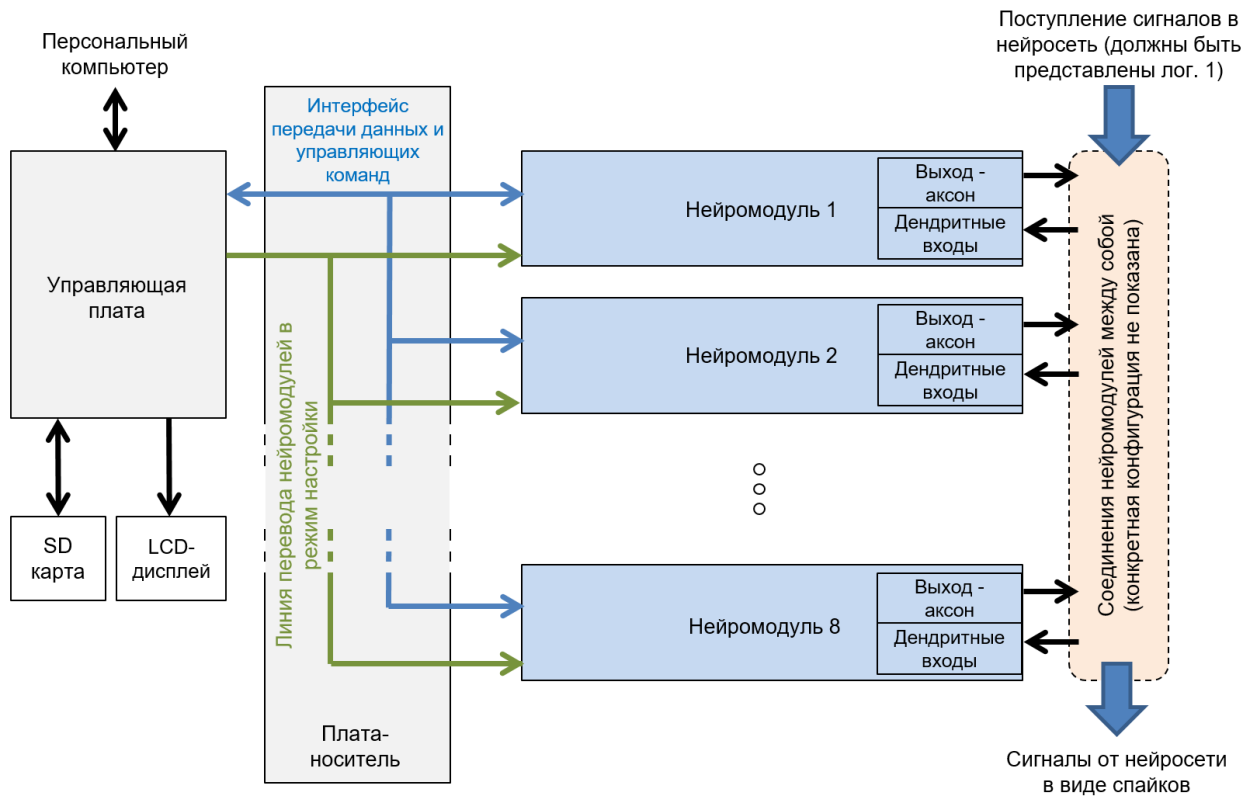 Персональный
компьютер
Поступление сигналов в
нейросеть (должны быть
представлены лог. 1)
Интерфейс
передачи данных и
управляющих
команд
Управляющая
плата
SD
карта
LCD-
дисплей
Линия перевода нейромодулей в
режим настройки
Плата-
носитель
Нейромодуль 1
Выход -
аксон
Дендритные
входы
Нейромодуль 2
Выход -
аксон
Дендритные
входы
Нейромодуль 8
Выход -
аксон
Дендритные
входы
Соединения нейромодулей между собой
(конкретная конфигурация не показана)
Сигналы от нейросети
в виде спайков